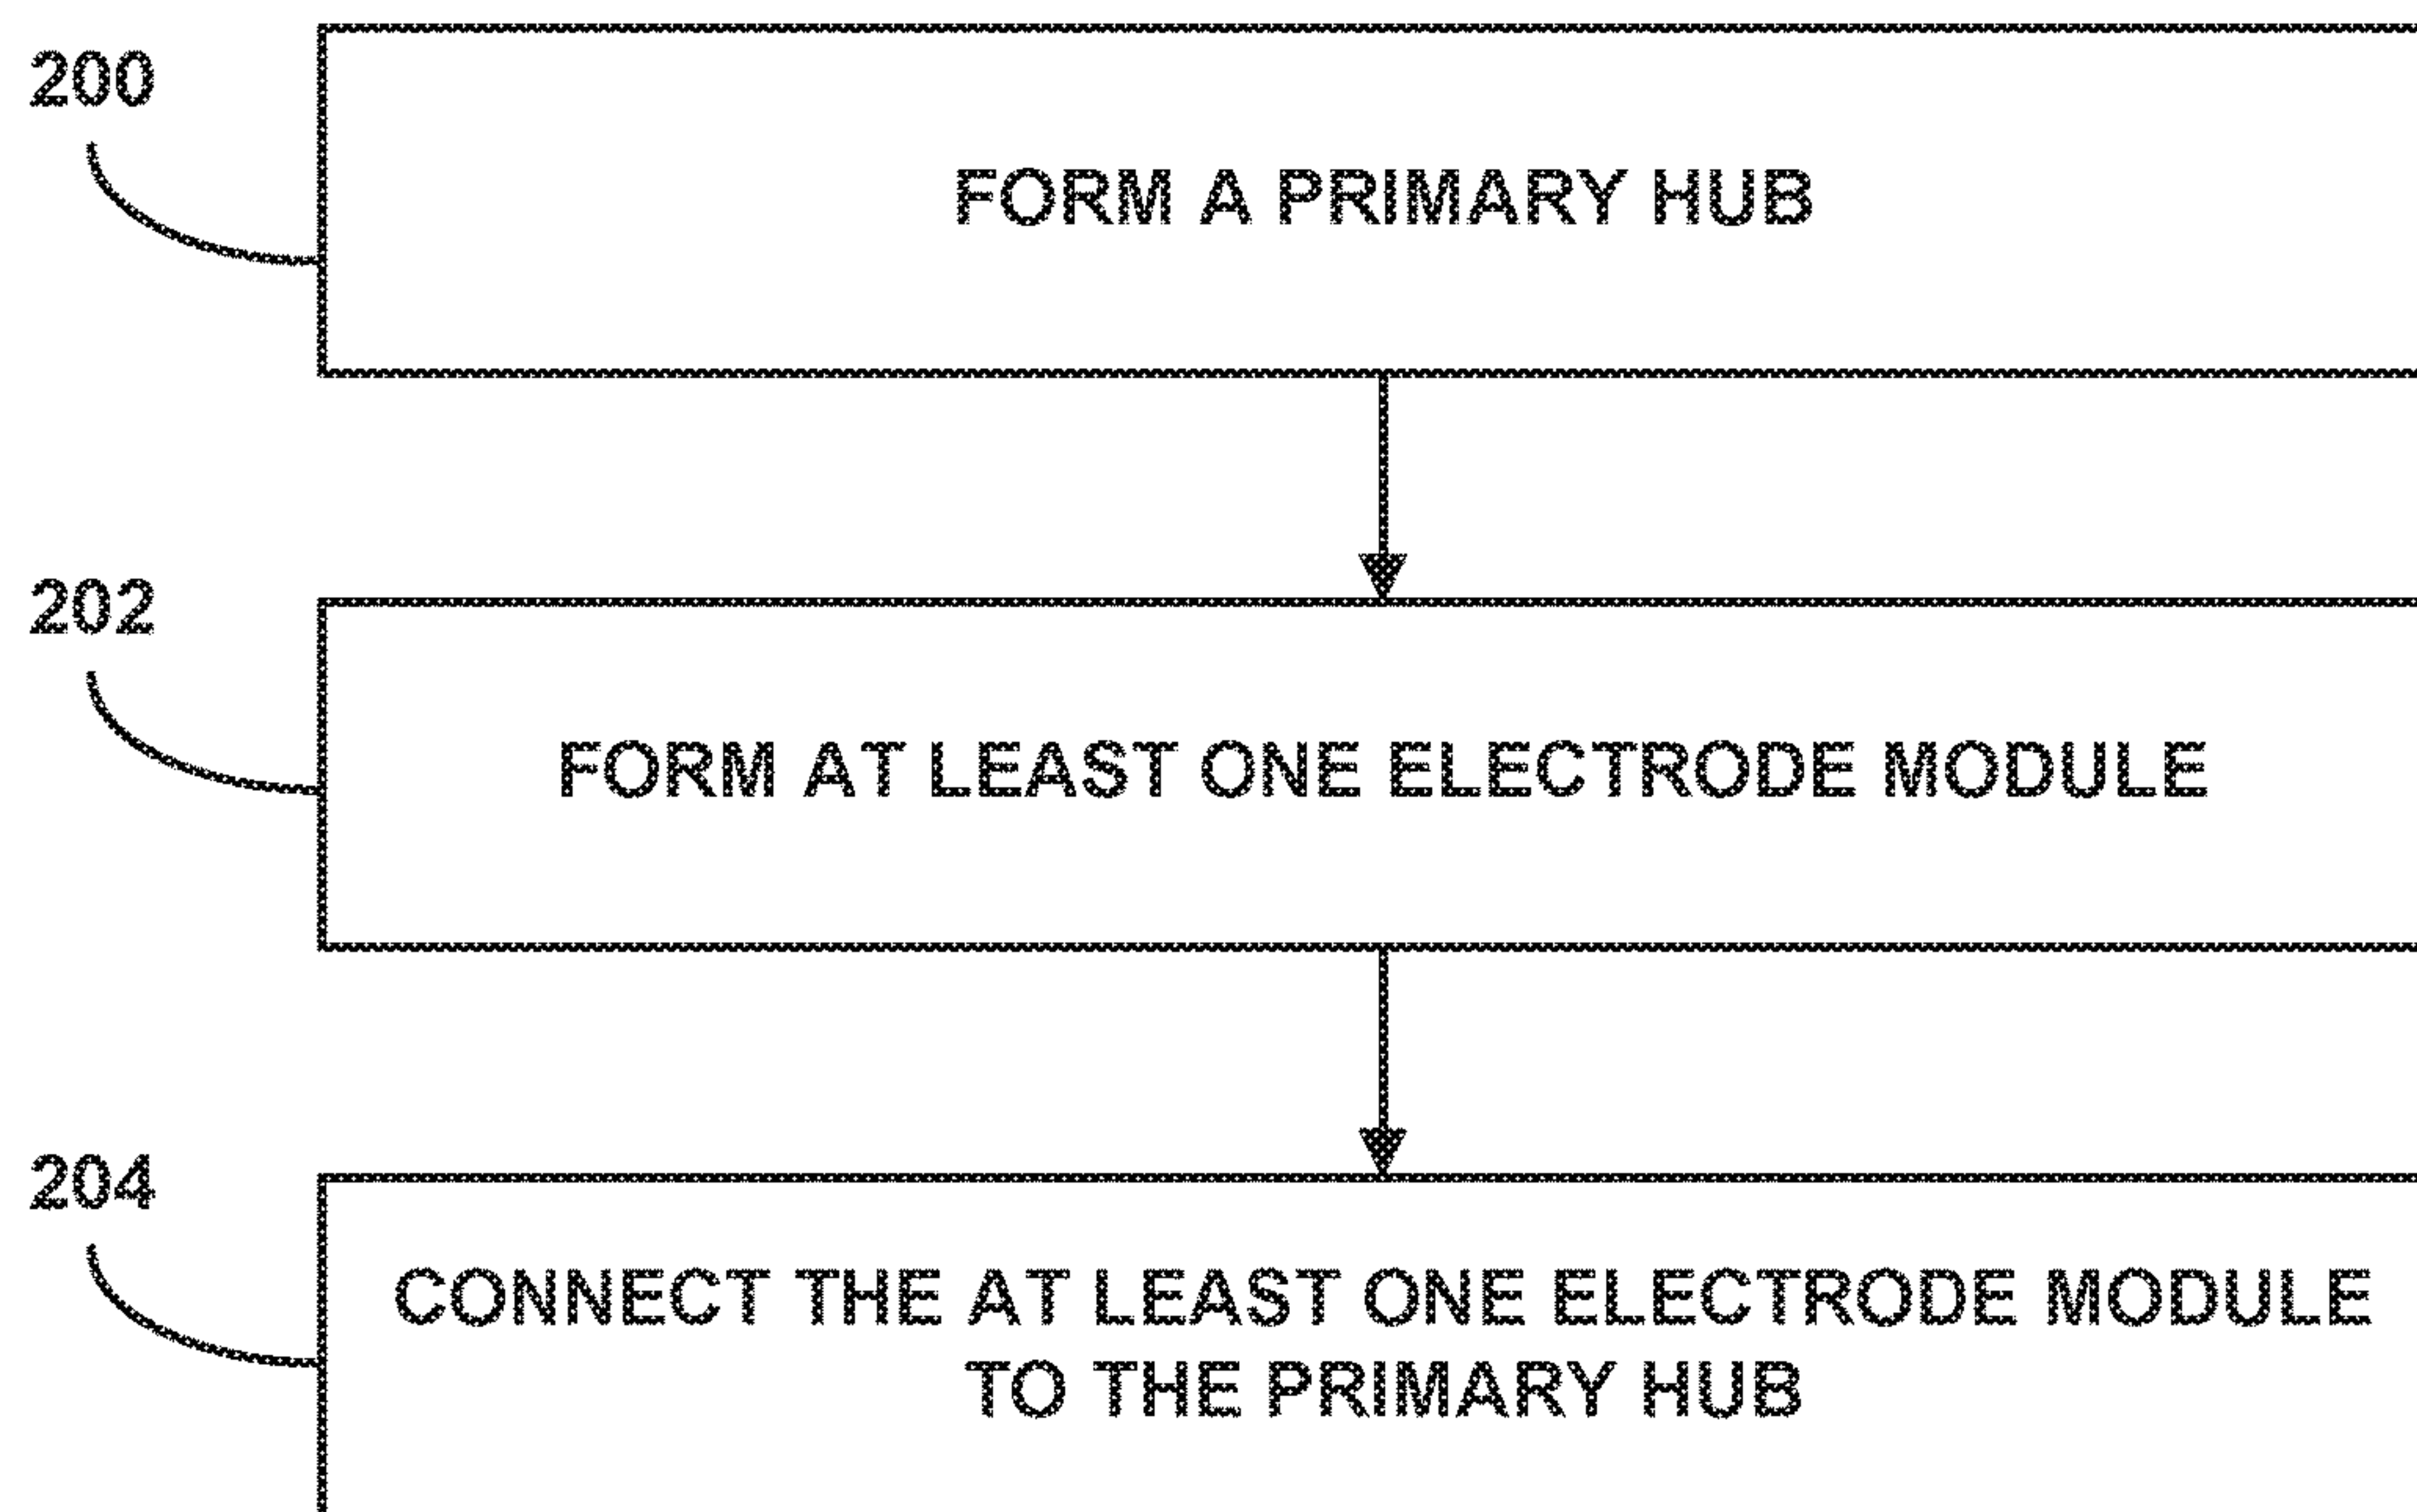 200
FORM A PRIMARY HUB
202
FORM AT LEAST ONE ELECTRODE MODULE
204
CONNECT THE AT LEAST ONE ELECTRODE MODULE
TO THE PRIMARY HUB